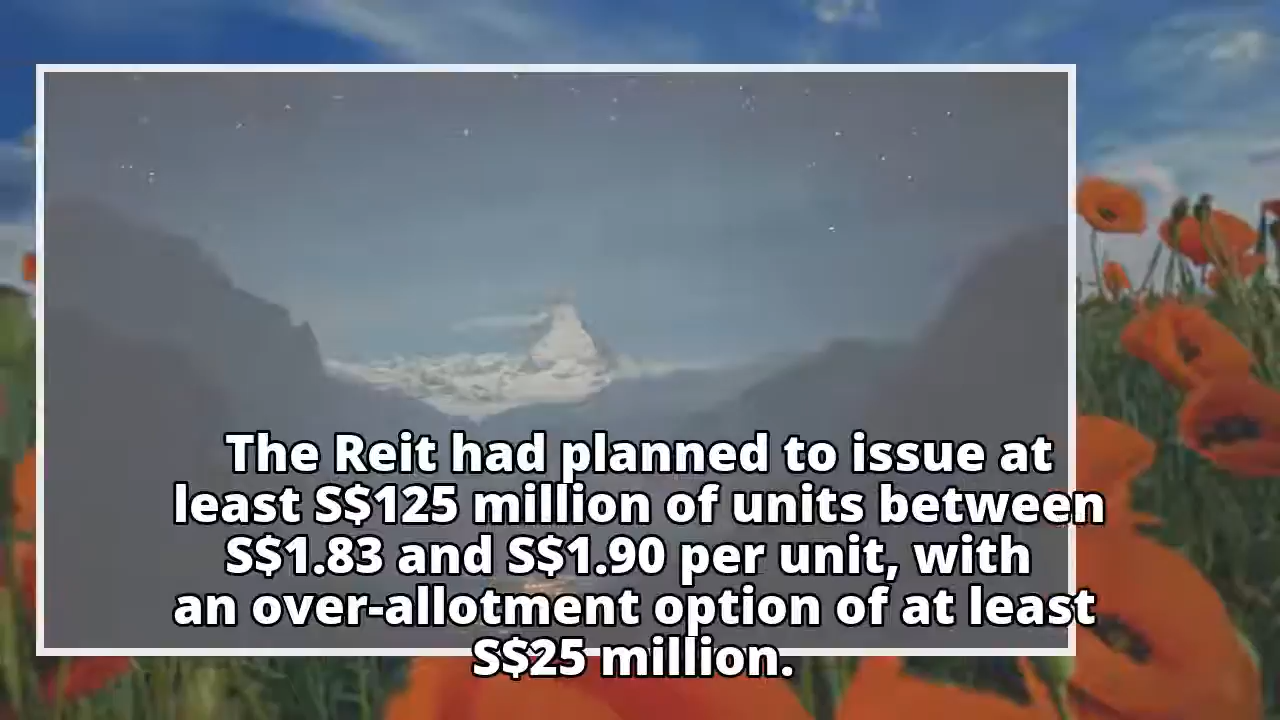 The Reit had planned to issue at
least S$125 million of units between
S$1.83 and S$1.90 per unit, with
an over-allotment option of at least
S$25 million.